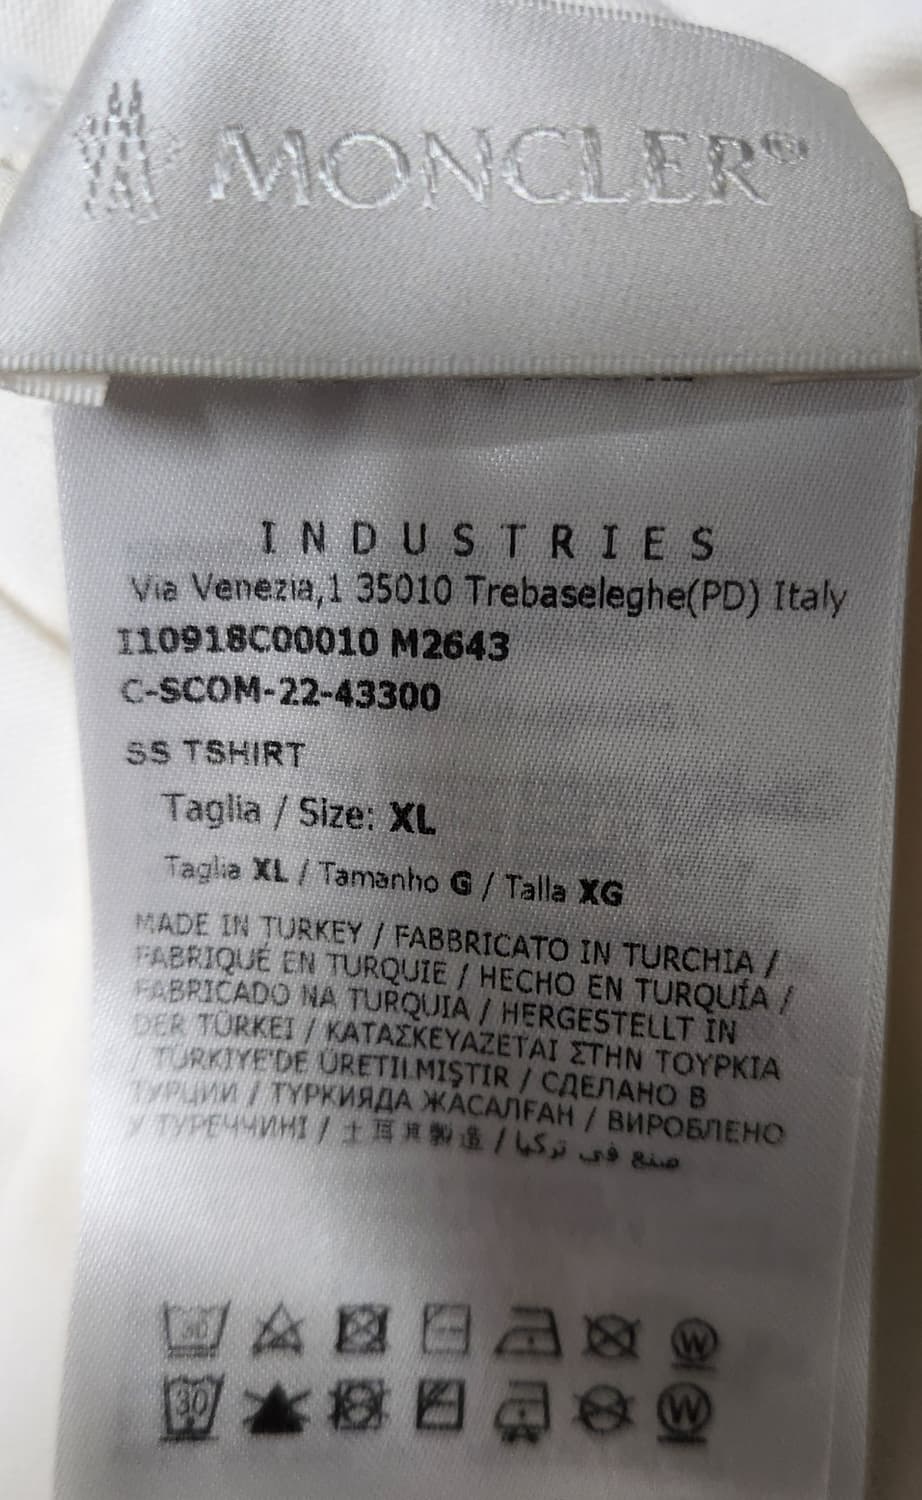 MONCLER®
INDUSTRIES
Via Venezia,1 35010 Trebaseleghe(PD) Italy
I10918C00010 M2643
C-SCOM-22-43300
SS TSHIRT
Taglia / Size: XL
Taglia XL / Tamanho G / Talla XG
MADE IN TURKEY / FABBRICATO IN TURCHIA /
FABRIQUÉ EN TURQUIE / HECHO EN TURQUÍA /
FABRICADO NA TURQUIA / HERGESTELLT IN
DER TÜRKEI / ΚΑΤΑΣΚΕΥΑΖΕΤΑΙ ΣΤΗΝ ΤΟΥΡΚΙΑ
/ TÜRKIYE'DE ÜRETILMIŞTIR / СДЕЛАНО В
ТУРЦИИ / ТҮРКИЯДА ЖАСАЛҒАН / ВИРОБЛЕНО
У ТУРЕЧЧИНІ / 土耳其製造 / صنع في تركيا
30 W
30 W